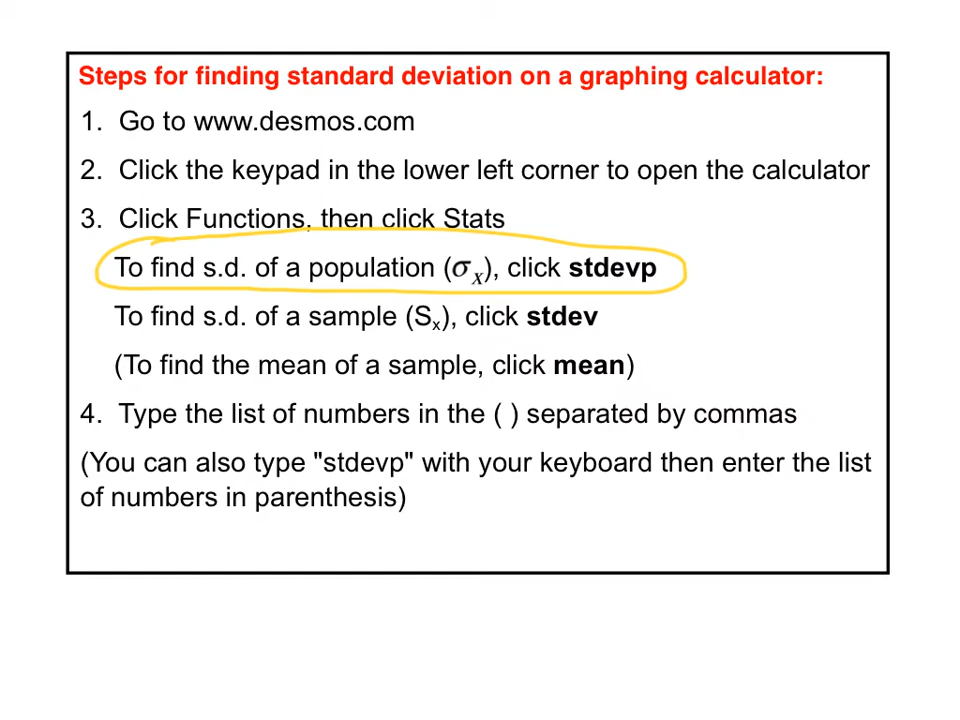 Steps for finding standard deviation on a graphing calculator:
1. Go to www.desmos.com
2. Click the keypad in the lower left corner to open the calculator
3. Click Functions, then click Stats
To find s.d. of a population (σₓ), click stdevp
To find s.d. of a sample (Sₓ), click stdev
(To find the mean of a sample, click mean)
4. Type the list of numbers in the ( ) separated by commas
(You can also type "stdevp" with your keyboard then enter the list
of numbers in parenthesis)